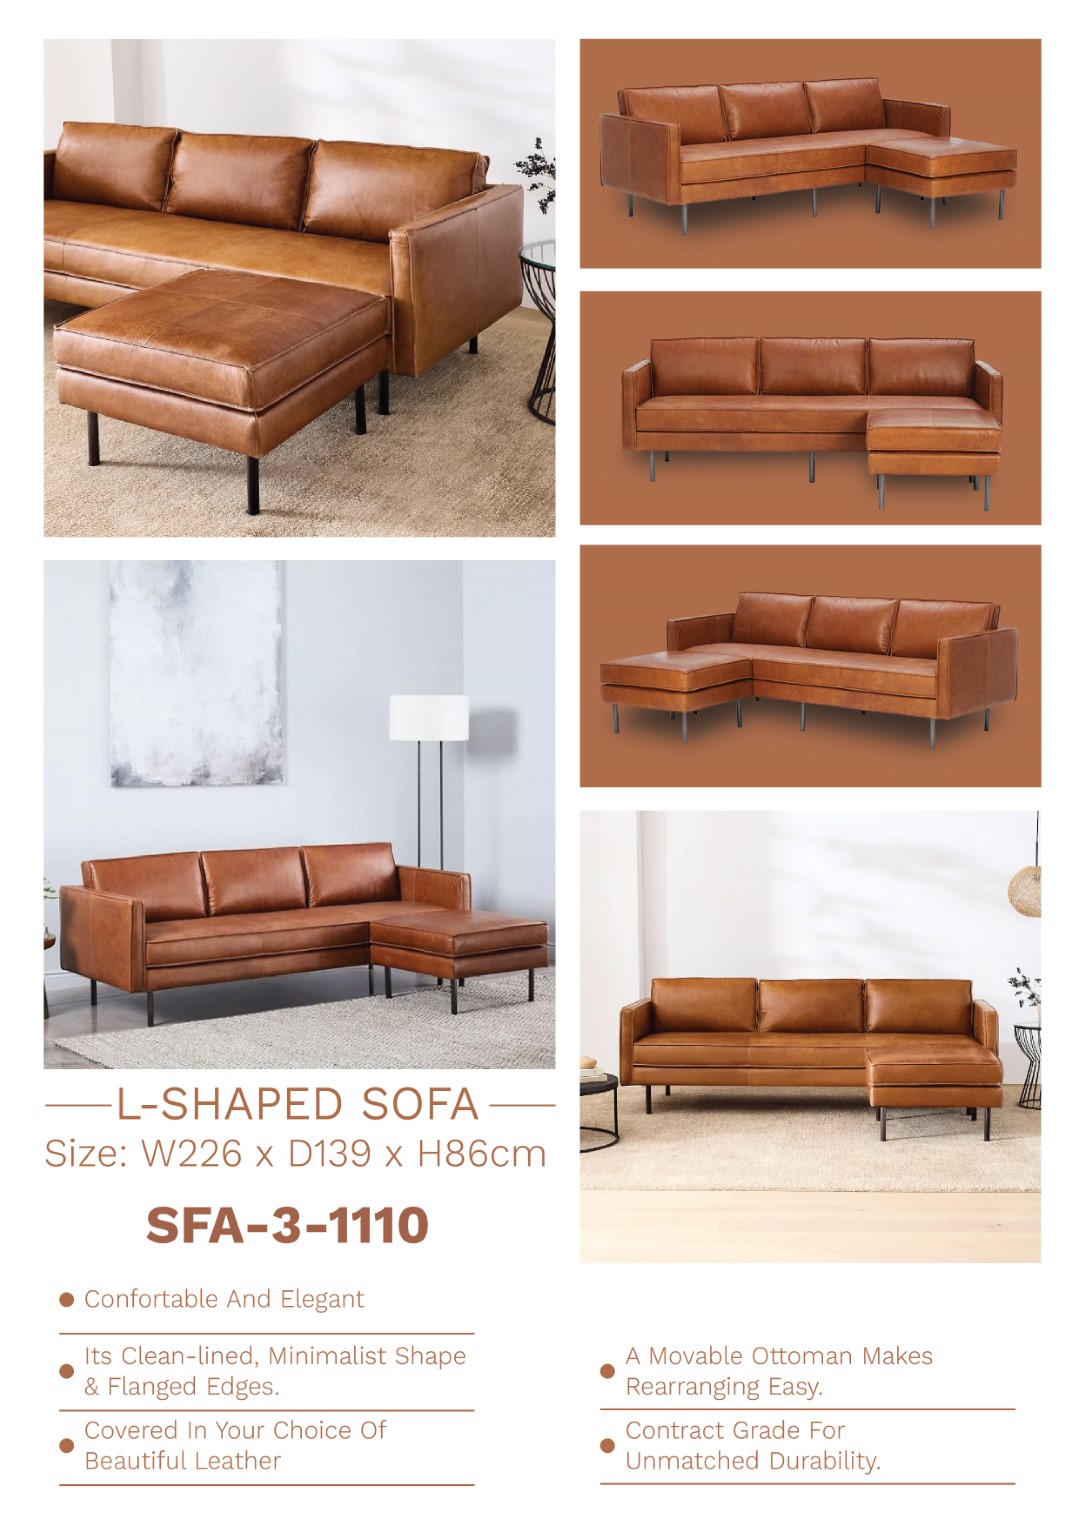 L-SHAPED SOFA
Size: W226 x D139 x H86cm
SFA-3-1110
Confortable And Elegant
Its Clean-lined, Minimalist Shape
& Flanged Edges.
Covered In Your Choice Of
Beautiful Leather
A Movable Ottoman Makes
Rearranging Easy.
Contract Grade For
Unmatched Durability.